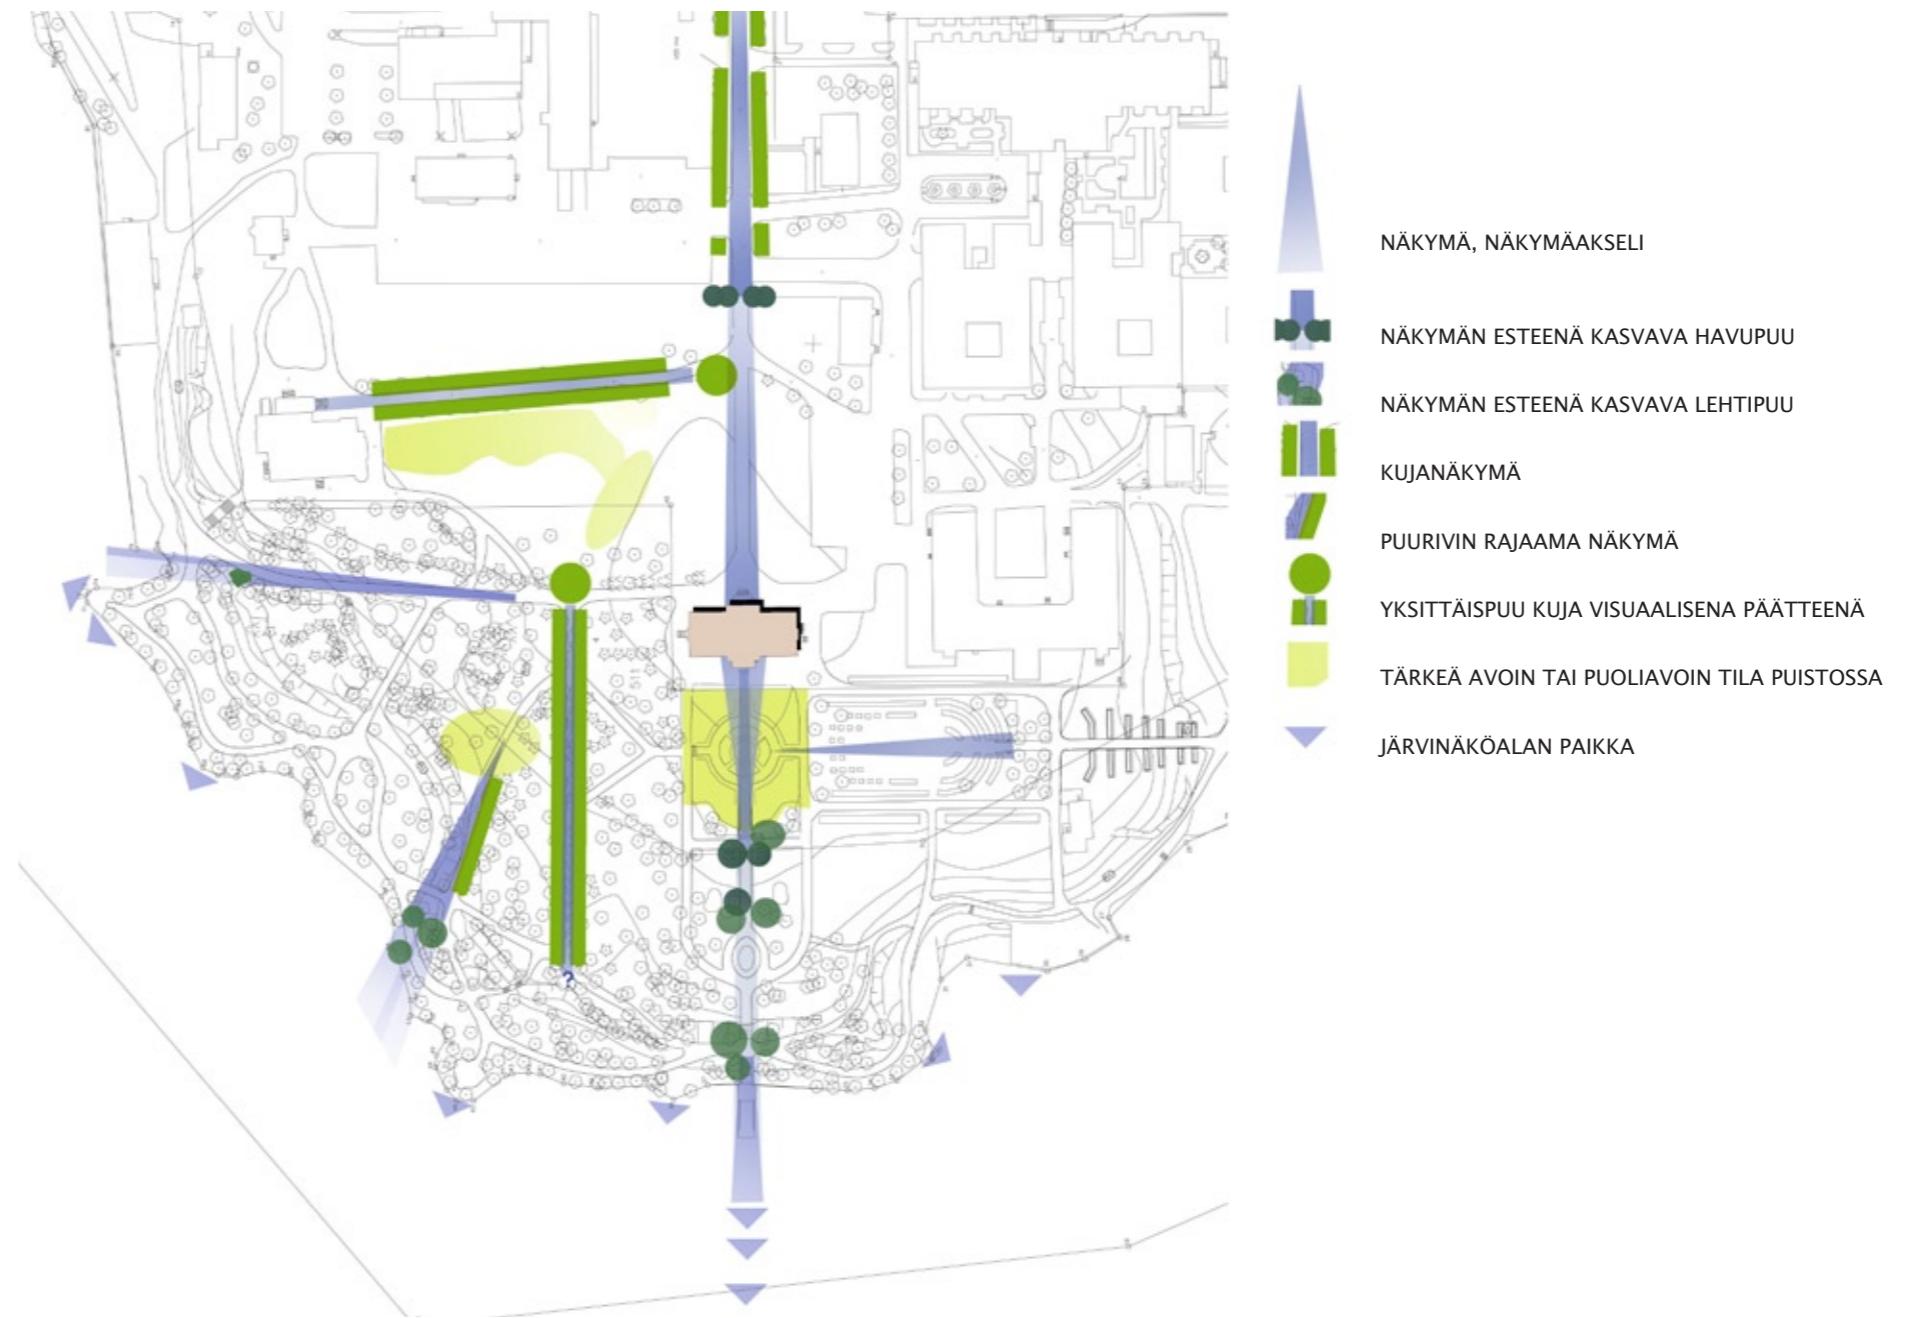 NÄKYMÄ, NÄKYMÄAKSELI
NÄKYMÄN ESTEENÄ KASVAVA HAVUPUU
NÄKYMÄN ESTEENÄ KASVAVA LEHTIPUU
KUJANÄKYMÄ
PUURIVIN RAJAAMA NÄKYMÄ
YKSITTÄISPUU KUJA VISUAALISENA PÄÄTTEENÄ
TÄRKEÄ AVOIN TAI PUOLIAVOIN TILA PUISTOSSA
JÄRVINÄKÖALAN PAIKKA
511
?